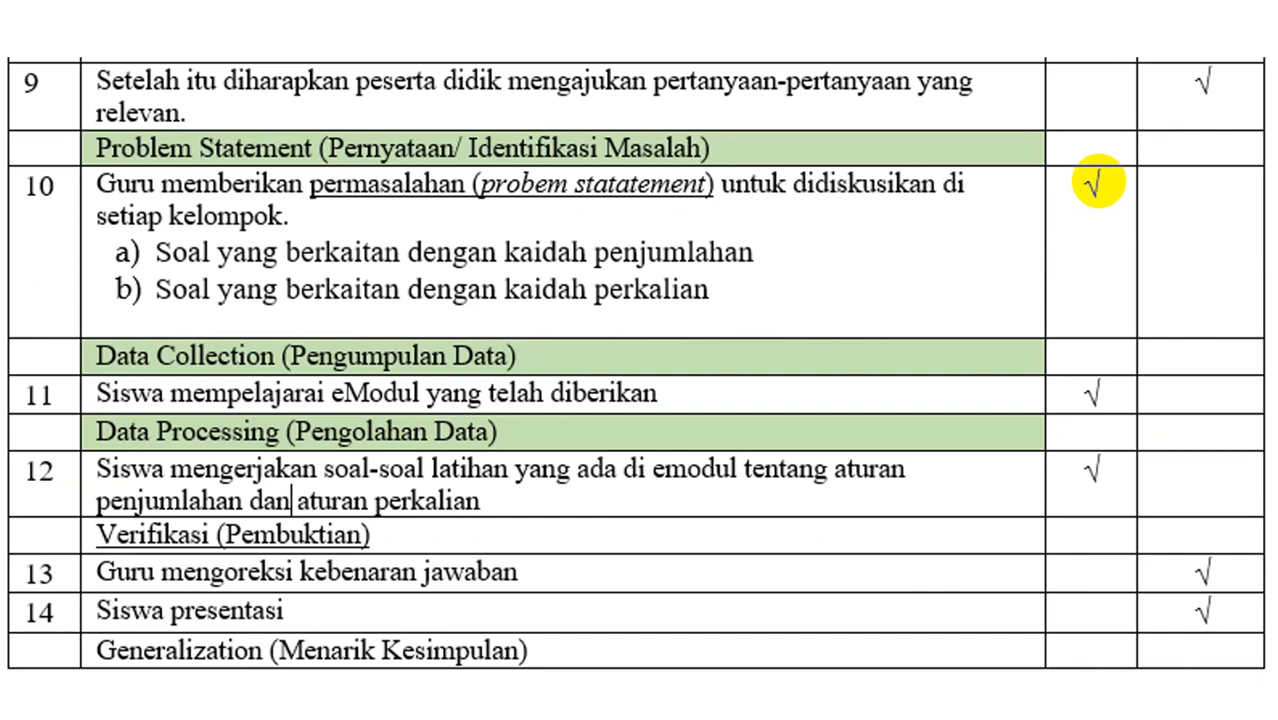 9 Setelah itu diharapkan peserta didik mengajukan pertanyaan-pertanyaan yang √
relevan.
Problem Statement (Pernyataan/ Identifikasi Masalah)
10 Guru memberikan permasalahan (probem statatement) untuk didiskusikan di √
setiap kelompok.
a) Soal yang berkaitan dengan kaidah penjumlahan
b) Soal yang berkaitan dengan kaidah perkalian
Data Collection (Pengumpulan Data)
11 Siswa mempelajarai eModul yang telah diberikan √
Data Processing (Pengolahan Data)
12 Siswa mengerjakan soal-soal latihan yang ada di emodul tentang aturan √
penjumlahan dan aturan perkalian
Verifikasi (Pembuktian)
13 Guru mengoreksi kebenaran jawaban √
14 Siswa presentasi √
Generalization (Menarik Kesimpulan)